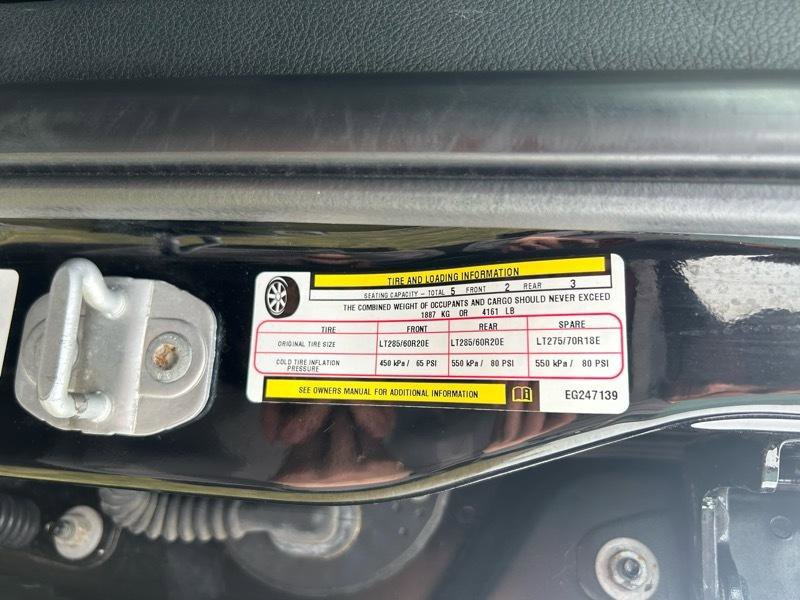 TIRE AND LOADING INFORMATION
SEATING CAPACITY – TOTAL 5 FRONT 2 REAR 3
THE COMBINED WEIGHT OF OCCUPANTS AND CARGO SHOULD NEVER EXCEED
1887 KG OR 4161 LB
TIRE FRONT REAR SPARE
ORIGINAL TIRE SIZE LT285/60R20E LT285/60R20E LT275/70R18E
COLD TIRE INFLATION PRESSURE 450 kPa / 65 PSI 550 kPa / 80 PSI 550 kPa / 80 PSI
SEE OWNERS MANUAL FOR ADDITIONAL INFORMATION EG247139